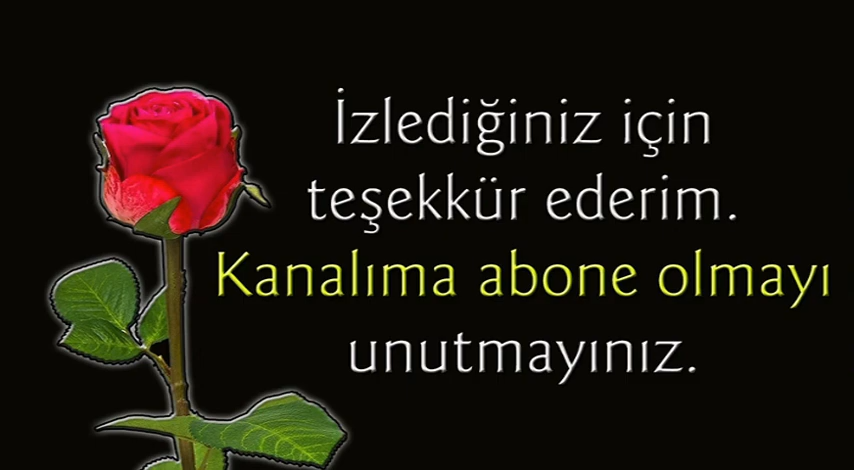 İzlediğiniz için
teşekkür ederim.
Kanalıma abone olmayı
unutmayınız.